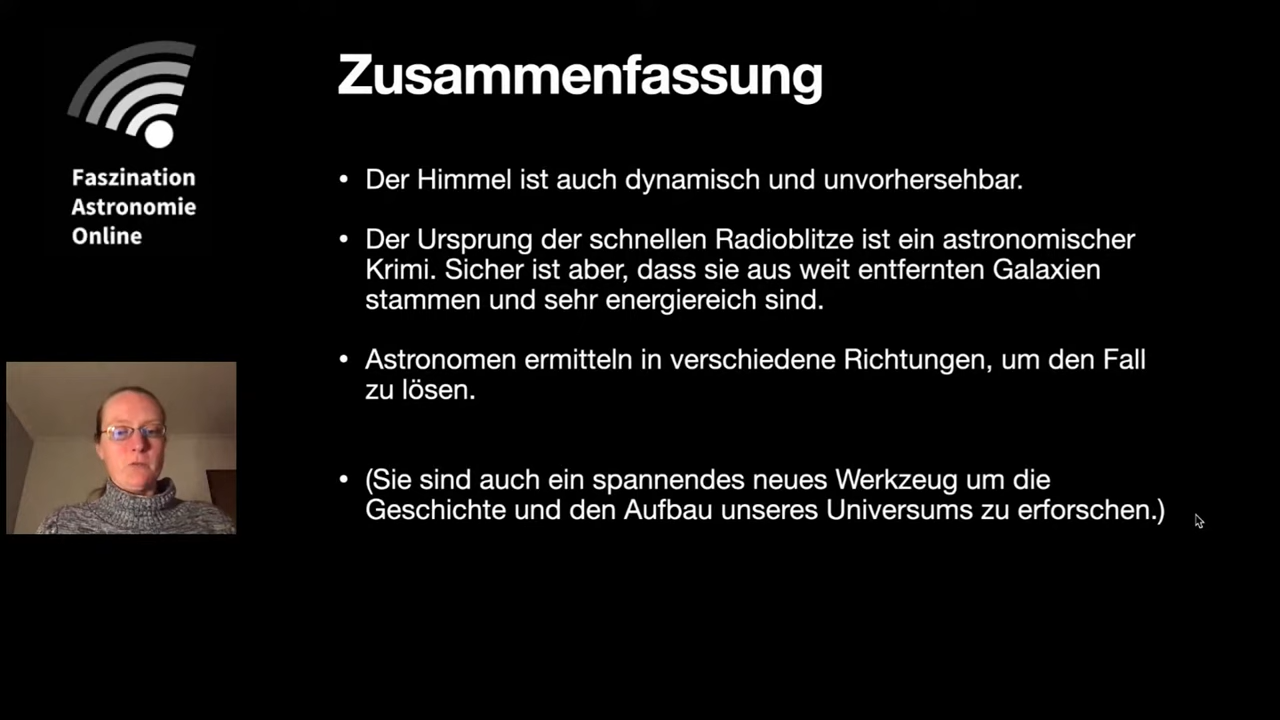 Faszination
Astronomie
Online
Zusammenfassung
• Der Himmel ist auch dynamisch und unvorhersehbar.
• Der Ursprung der schnellen Radioblitze ist ein astronomischer
Krimi. Sicher ist aber, dass sie aus weit entfernten Galaxien
stammen und sehr energiereich sind.
• Astronomen ermitteln in verschiedene Richtungen, um den Fall
zu lösen.
• (Sie sind auch ein spannendes neues Werkzeug um die
Geschichte und den Aufbau unseres Universums zu erforschen.)